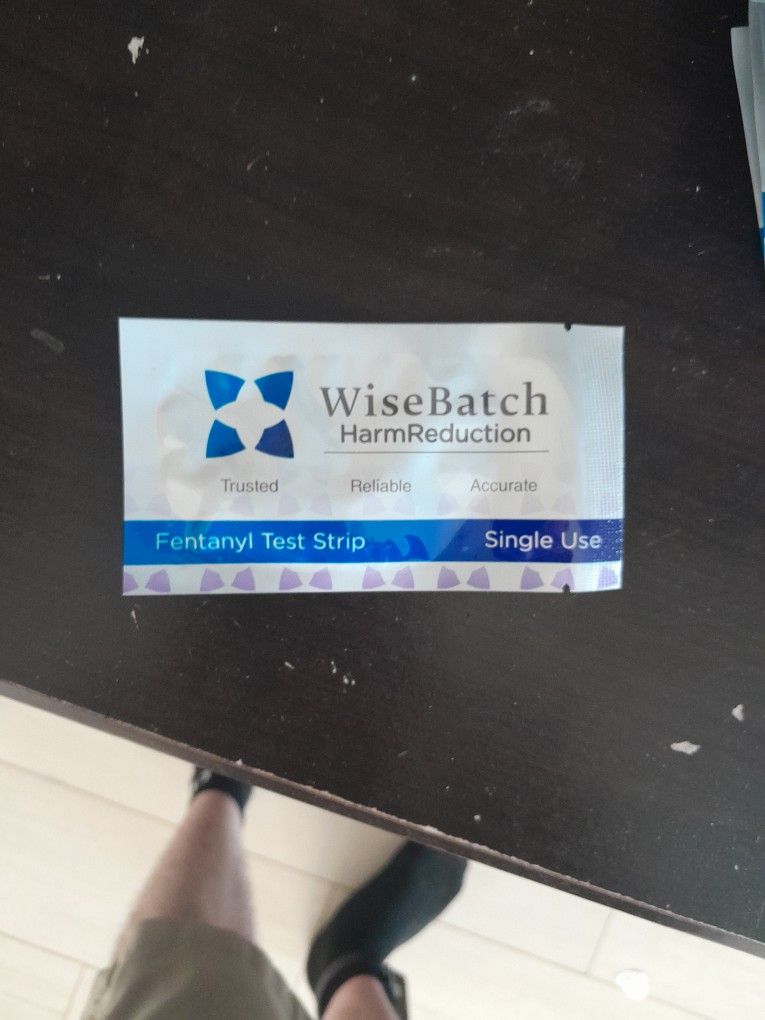 WiseBatch
HarmReduction
Trusted Reliable Accurate
Fentanyl Test Strip Single Use